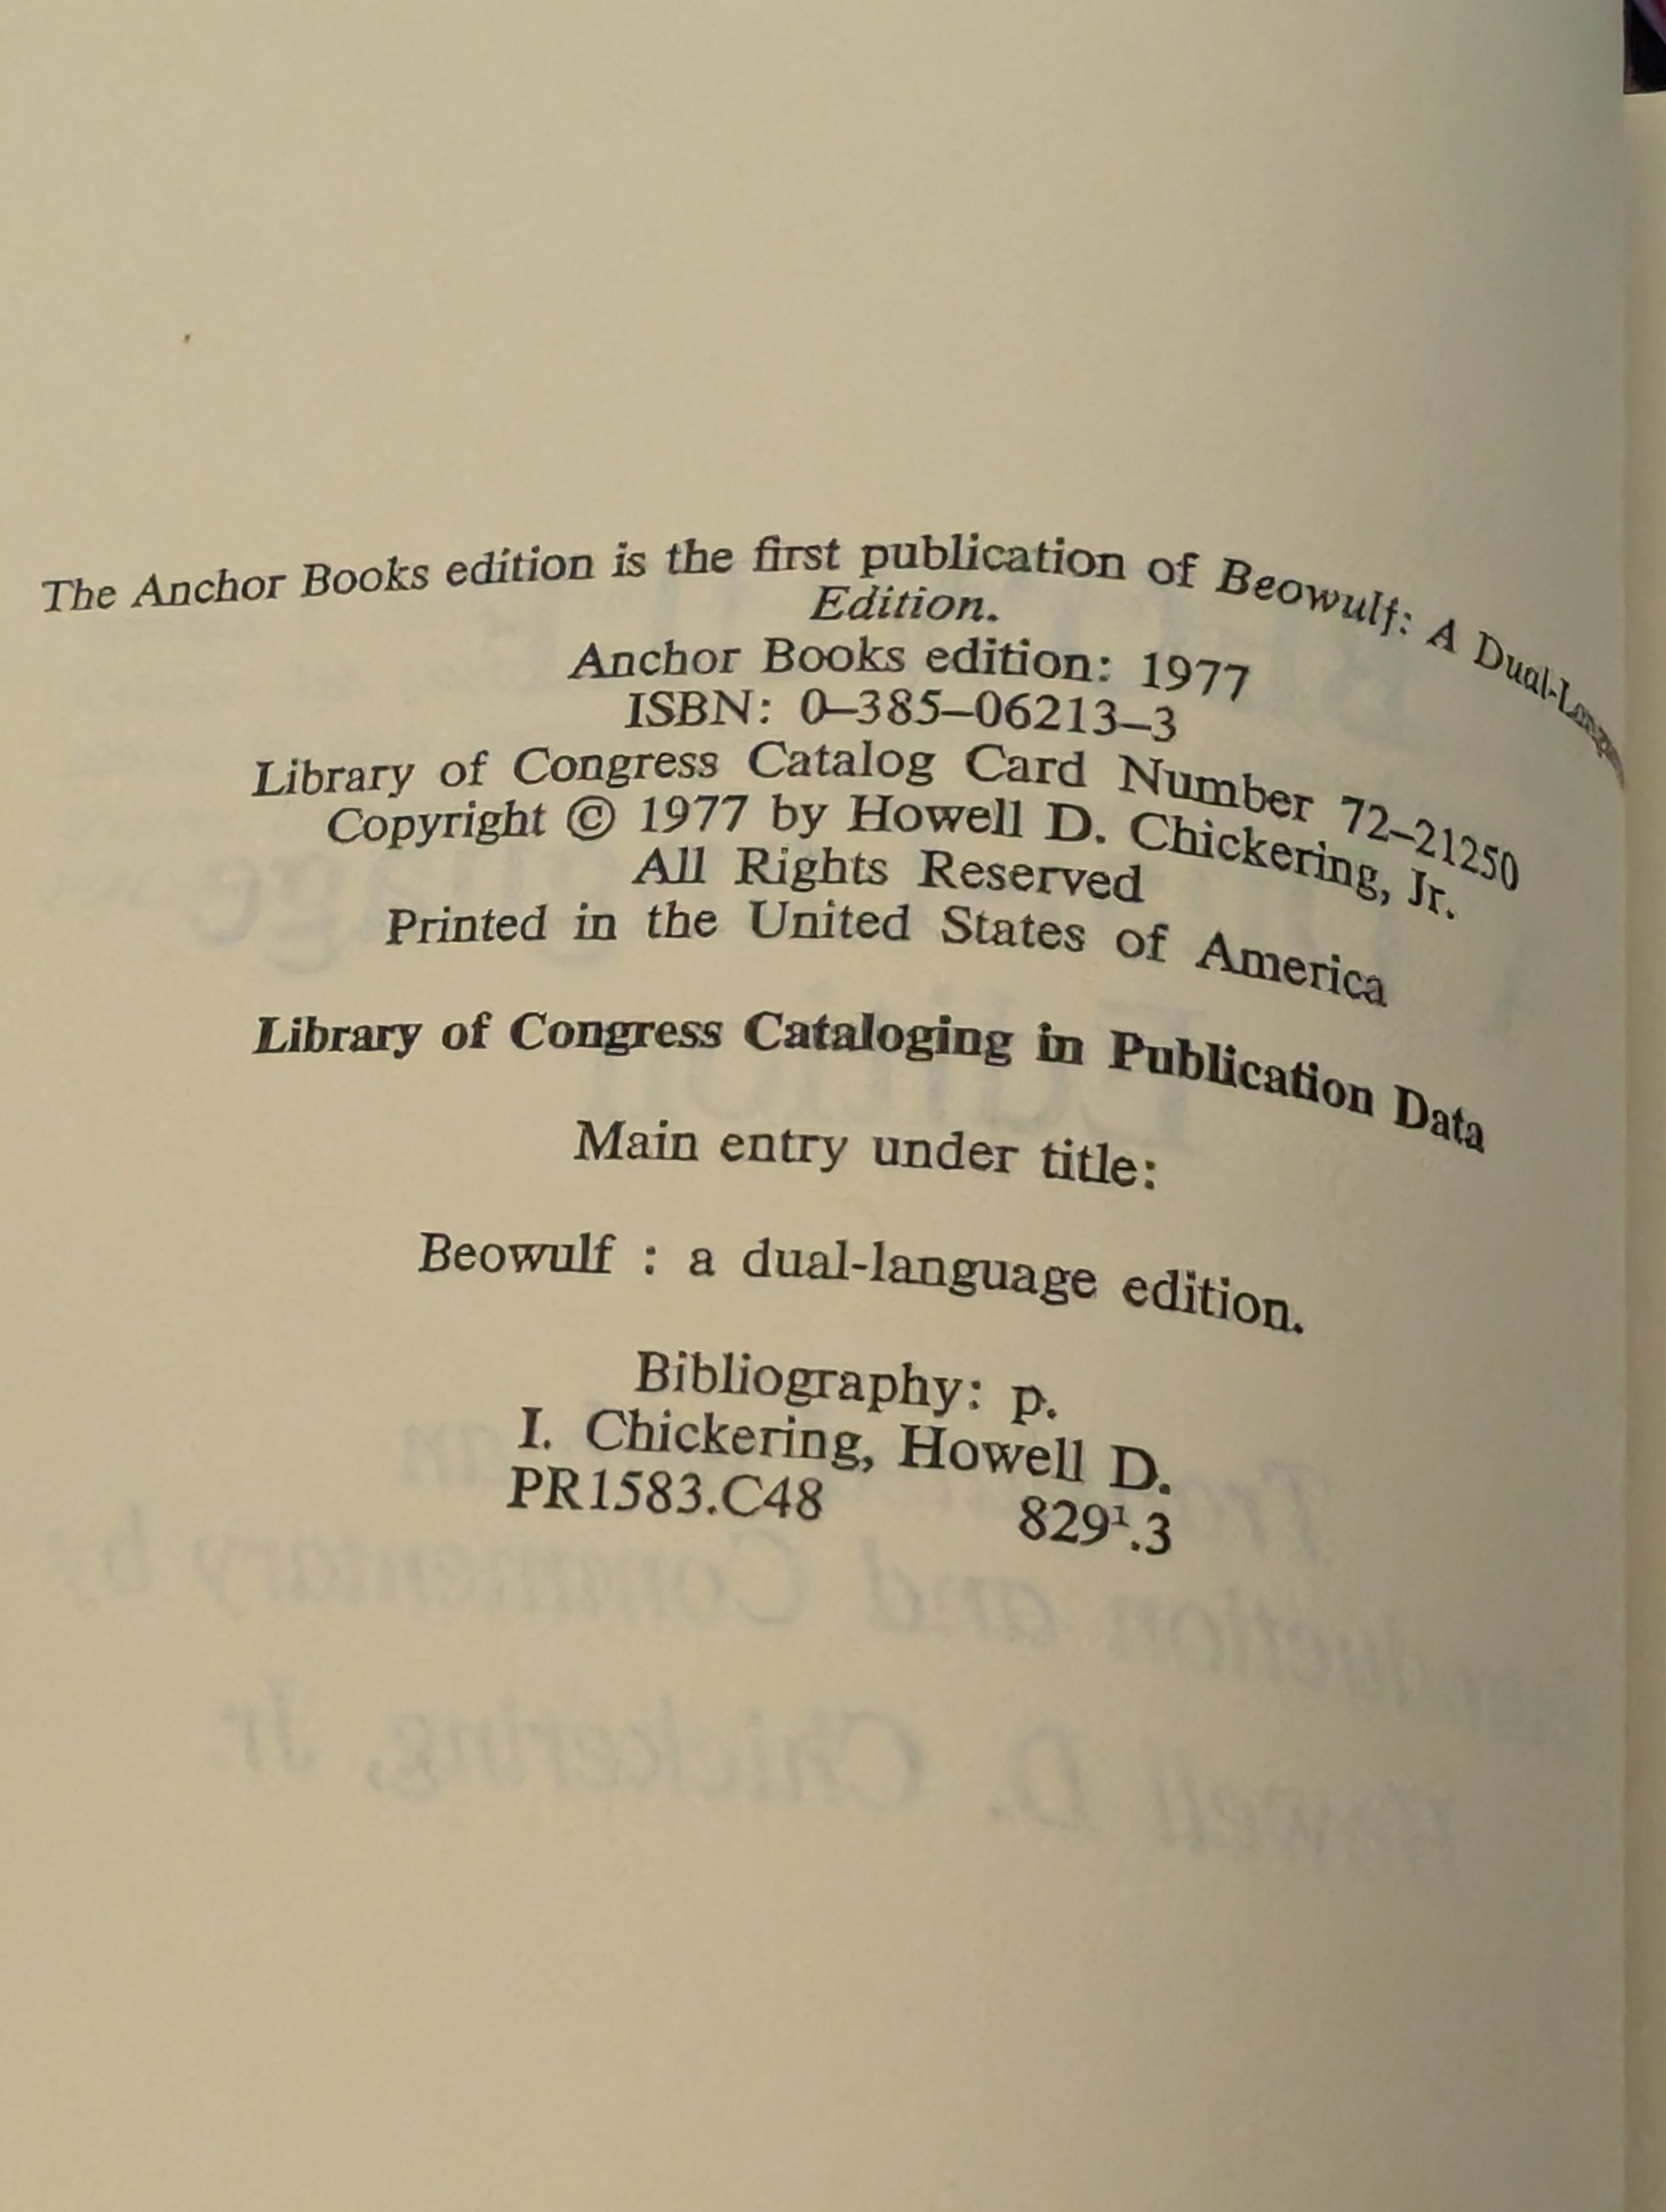 The Anchor Books edition is the first publication of Beowulf: A Dual-
Edition.
Anchor Books edition: 1977
ISBN: 0–385–06213–3
Library of Congress Catalog Card Number 72–21250
Copyright © 1977 by Howell D. Chickering, Jr.
All Rights Reserved
Printed in the United States of America
Library of Congress Cataloging in Publication Data
Main entry under title:
Beowulf : a dual-language edition.
Bibliography: p.
I. Chickering, Howell D.
PR1583.C48 829¹.3